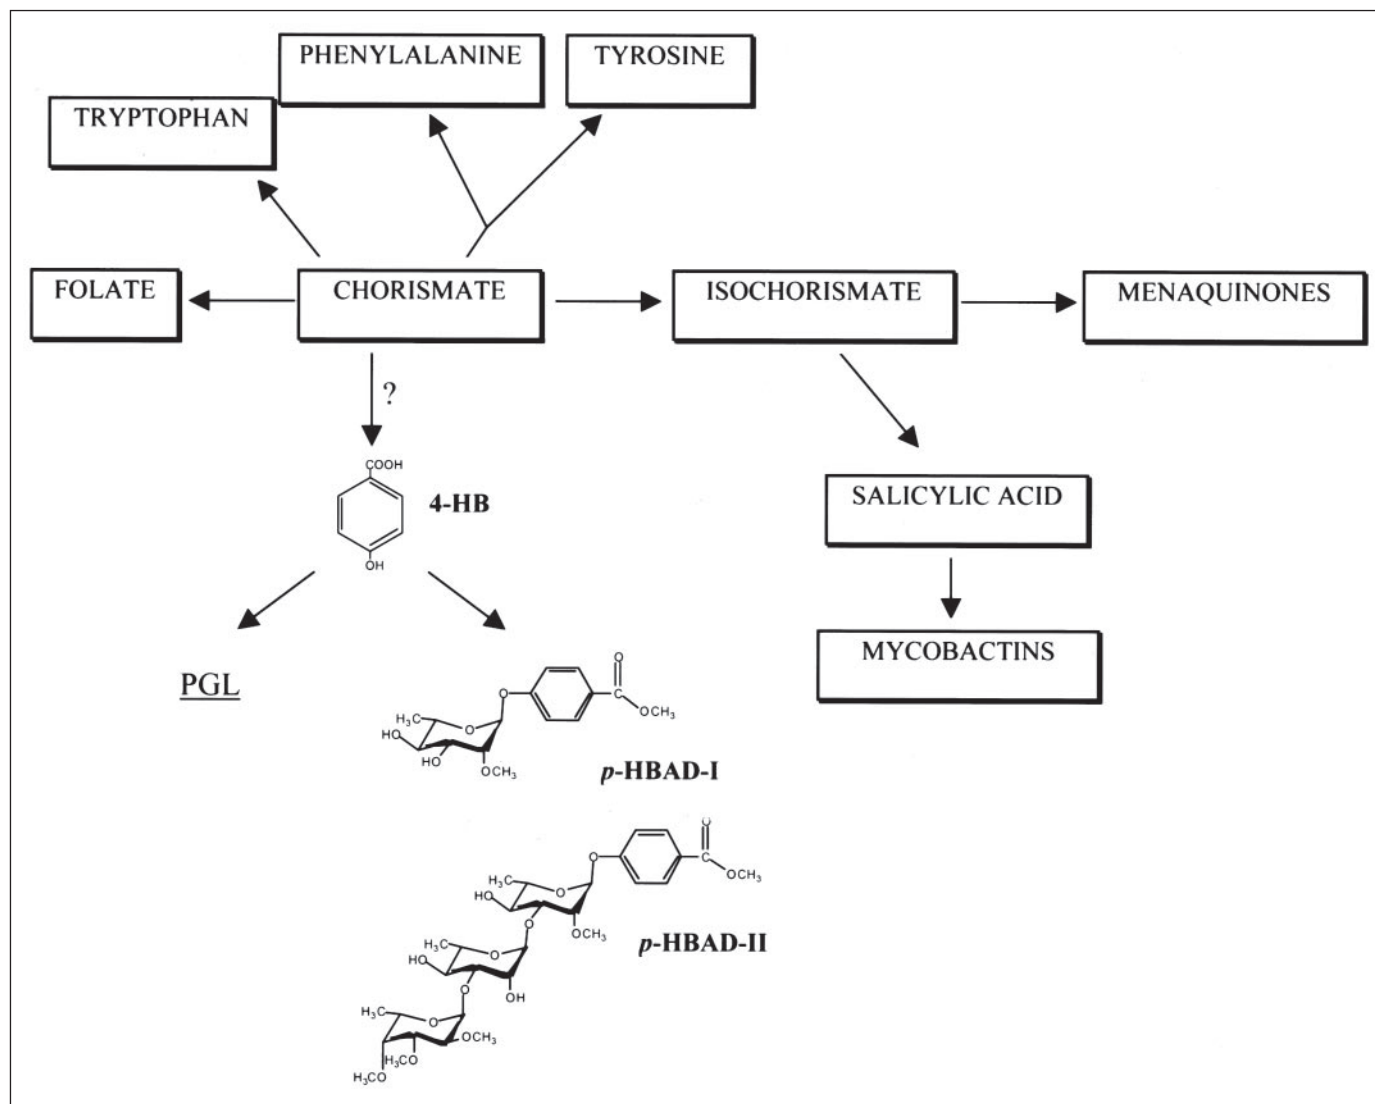 PHENYLALANINE
TYROSINE
TRYPTOPHAN
FOLATE
CHORISMATE
ISOCHORISMATE
MENAQUINONES
?
COOH
4-HB
OH
SALICYLIC ACID
MYCOBACTINS
PGL
O
O
C
OCH₃
H₃C
O
HO
HO
OCH₃
p-HBAD-I
O
O
C
OCH₃
H₃C
O
HO
O
OCH₃
p-HBAD-II
H₃C
O
HO
O
OH
H₃C
O
OCH₃
H₃CO
H₃CO